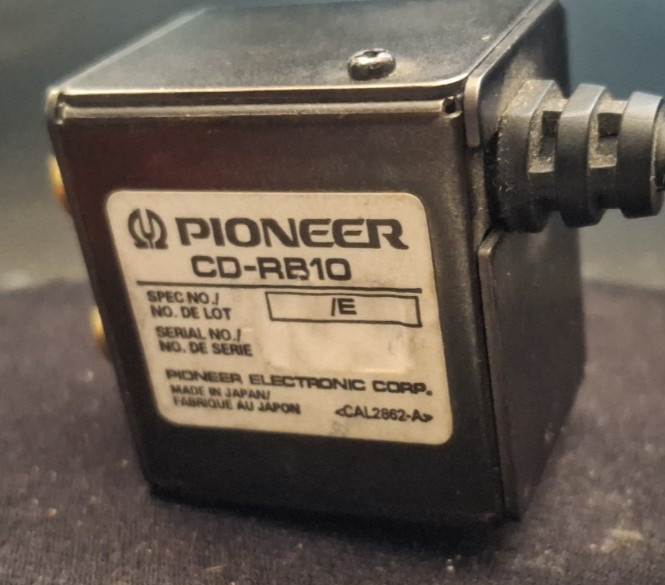 PIONEER
CD-RB10
SPEC NO./
NO. DE LOT
/E
SERIAL NO./
NO. DE SERIE
PIONEER ELECTRONIC CORP.
MADE IN JAPAN/
FABRIQUE AU JAPON
<CAL2862-A>